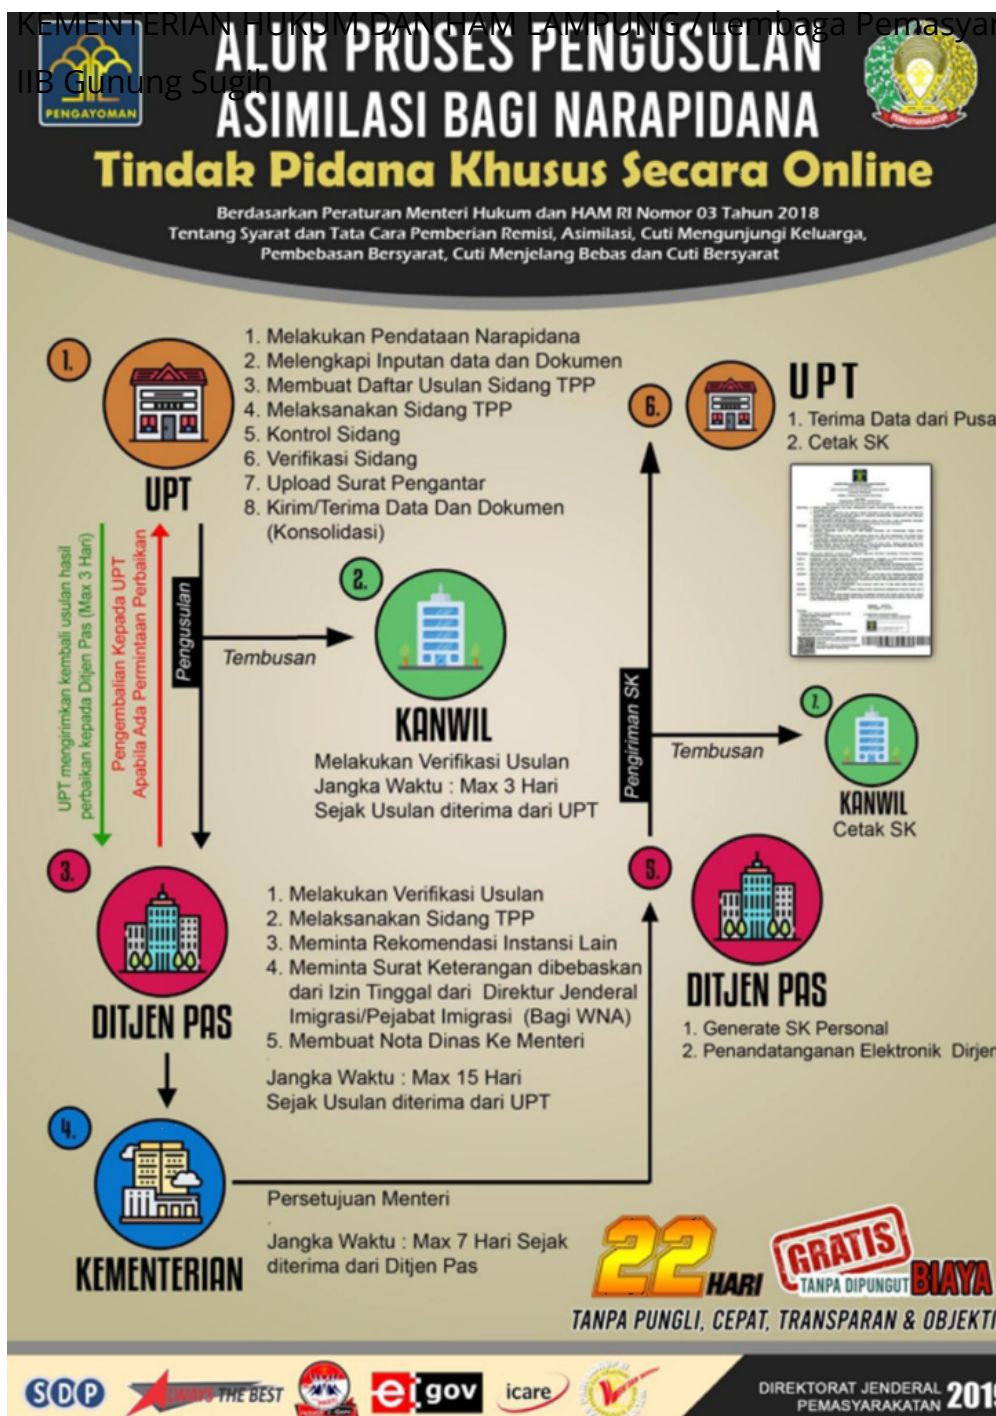 KEMENTERIAN HUKUM DAN HAM LAMPUNG / Lembaga Pemasyar
IIB Gunung Sugih
PENGAYOMAN
ALUR PROSES PENGUSULAN
ASIMILASI BAGI NARAPIDANA
PEMASYARAKATAN
Tindak Pidana Khusus Secara Online
Berdasarkan Peraturan Menteri Hukum dan HAM RI Nomor 03 Tahun 2018
Tentang Syarat dan Tata Cara Pemberian Remisi, Asimilasi, Cuti Mengunjungi Keluarga,
Pembebasan Bersyarat, Cuti Menjelang Bebas dan Cuti Bersyarat
1.
UPT
1. Melakukan Pendataan Narapidana
2. Melengkapi Inputan data dan Dokumen
3. Membuat Daftar Usulan Sidang TPP
4. Melaksanakan Sidang TPP
5. Kontrol Sidang
6. Verifikasi Sidang
7. Upload Surat Pengantar
8. Kirim/Terima Data Dan Dokumen
(Konsolidasi)
UPT mengirimkan kembali usulan hasil
perbaikan kepada Ditjen Pas (Max 3 Hari)
Pengembalian Kepada UPT
Apabila Ada Permintaan Perbaikan
Pengusulan
Tembusan
2.
KANWIL
Melakukan Verifikasi Usulan
Jangka Waktu : Max 3 Hari
Sejak Usulan diterima dari UPT
3.
DITJEN PAS
1. Melakukan Verifikasi Usulan
2. Melaksanakan Sidang TPP
3. Meminta Rekomendasi Instansi Lain
4. Meminta Surat Keterangan dibebaskan
dari Izin Tinggal dari Direktur Jenderal
Imigrasi/Pejabat Imigrasi (Bagi WNA)
5. Membuat Nota Dinas Ke Menteri
Jangka Waktu : Max 15 Hari
Sejak Usulan diterima dari UPT
4.
KEMENTERIAN
Persetujuan Menteri
Jangka Waktu : Max 7 Hari Sejak
diterima dari Ditjen Pas
5.
DITJEN PAS
1. Generate SK Personal
2. Penandatanganan Elektronik Dirjen
Pengiriman SK
Tembusan
7.
KANWIL
Cetak SK
6.
UPT
1. Terima Data dari Pusa
2. Cetak SK
22 HARI
GRATIS
TANPA DIPUNGUT BIAYA
TANPA PUNGLI, CEPAT, TRANSPARAN & OBJEKTI
SDP
ALWAYS THE BEST
ei gov
icare
DIREKTORAT JENDERAL
PEMASYARAKATAN
2019